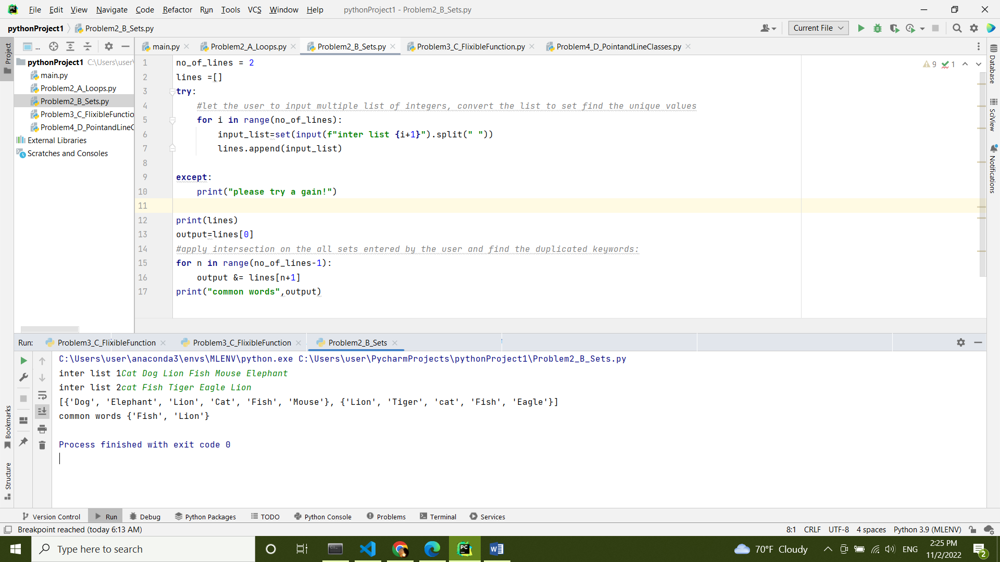 File Edit View Navigate Code Refactor Run Tools VCS Window Help pythonProject1 - Problem2_B_Sets.py
pythonProject1 Problem2_B_Sets.py Current File
Project
...
main.py Problem2_A_Loops.py Problem2_B_Sets.py Problem3_C_FlixibleFunction.py Problem4_D_PointandLineClasses.py
pythonProject1 C:\Users\user\
main.py
Problem2_A_Loops.py
Problem2_B_Sets.py
Problem3_C_FlixibleFunctio
Problem4_D_PointandLineC
External Libraries
Scratches and Consoles
9 1
1 no_of_lines = 2
2 lines =[]
3 try:
4 #let the user to input multiple list of integers, convert the list to set find the unique values
5 for i in range(no_of_lines):
6 input_list=set(input(f"inter list {i+1}").split(" "))
7 lines.append(input_list)
8
9 except:
10 print("please try a gain!")
11
12 print(lines)
13 output=lines[0]
14 #apply intersection on the all sets entered by the user and find the duplicated keywords:
15 for n in range(no_of_lines-1):
16 output &= lines[n+1]
17 print("common words",output)
Database
SciView
Notifications
Run: Problem3_C_FlixibleFunction Problem3_C_FlixibleFunction Problem2_B_Sets
C:\Users\user\anaconda3\envs\MLENV\python.exe C:\Users\user\PycharmProjects\pythonProject1\Problem2_B_Sets.py
inter list 1Cat Dog Lion Fish Mouse Elephant
inter list 2cat Fish Tiger Eagle Lion
[{'Dog', 'Elephant', 'Lion', 'Cat', 'Fish', 'Mouse'}, {'Lion', 'Tiger', 'cat', 'Fish', 'Eagle'}]
common words {'Fish', 'Lion'}
Process finished with exit code 0
Bookmarks
Structure
Version Control Run Debug Python Packages TODO Python Console Problems Terminal Services
Breakpoint reached (today 6:13 AM) 8:1 CRLF UTF-8 4 spaces Python 3.9 (MLENV)
Type here to search
70°F Cloudy ENG
2:25 PM
11/2/2022
2